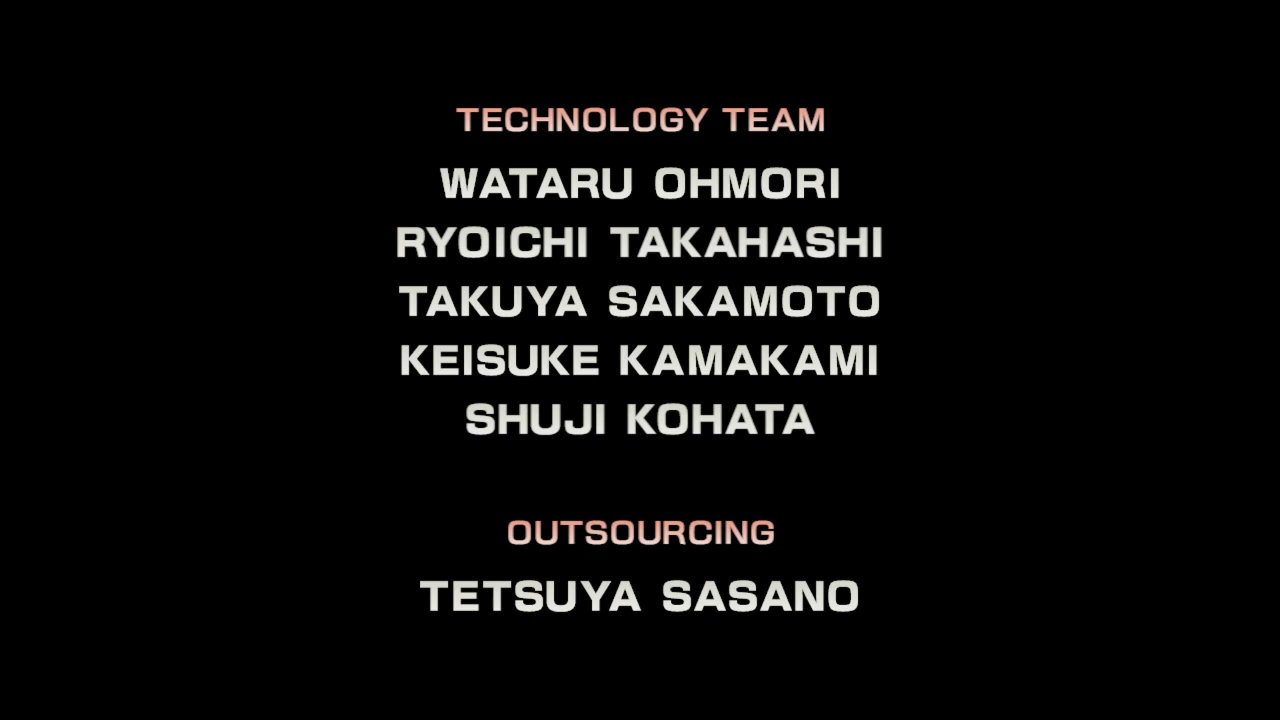 TECHNOLOGY TEAM
WATARU OHMORI
RYOICHI TAKAHASHI
TAKUYA SAKAMOTO
KEISUKE KAMAKAMI
SHUJI KOHATA
OUTSOURCING
TETSUYA SASANO